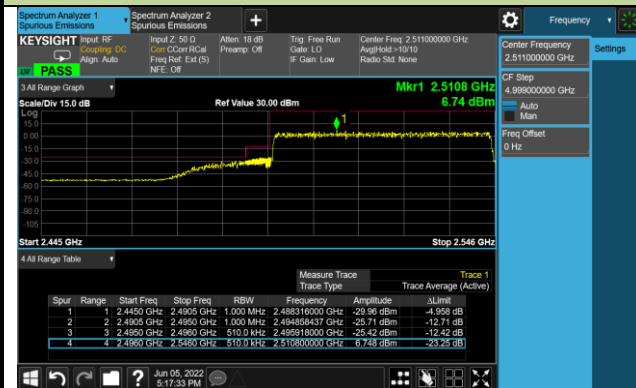 Spectrum Analyzer 1
Spurious Emissions
Spectrum Analyzer 2
Spurious Emissions
+
Frequency
KEYSIGHT Input: RF Input Z: 50 Ω Atten: 18 dB Trig: Free Run Center Freq: 2.511000000 GHz
Coupling: DC Corr CCorr RCal Preamp: Off Gate: LO Avg|Hold:>10/10
Align: Auto Freq Ref: Ext (S) IF Gain: Low Radio Std: None
NFE: Off
PASS
Center Frequency
2.511000000 GHz
Settings
CF Step
4.999000000 GHz
Auto
Man
Freq Offset
0 Hz
3 All Range Graph
Mkr1 2.5108 GHz
Scale/Div 15.0 dB Ref Value 30.00 dBm 6.74 dBm
Log
15.0
0.00
-15.0
-30.0
-45.0
-60.0
-75.0
-90.0
-105
1
Start 2.445 GHz Stop 2.546 GHz
4 All Range Table
Measure Trace Trace 1
Trace Type Trace Average (Active)
Spur Range Start Freq Stop Freq RBW Frequency Amplitude ΔLimit
1 1 2.4450 GHz 2.4905 GHz 1.000 MHz 2.488316000 GHz -29.96 dBm -4.958 dB
2 2 2.4905 GHz 2.4950 GHz 1.000 MHz 2.494858437 GHz -25.71 dBm -12.71 dB
3 3 2.4950 GHz 2.4960 GHz 510.0 kHz 2.495918000 GHz -25.42 dBm -12.42 dB
4 4 2.4960 GHz 2.5460 GHz 510.0 kHz 2.510800000 GHz 6.748 dBm -23.25 dB
? Jun 05, 2022
5:17:33 PM